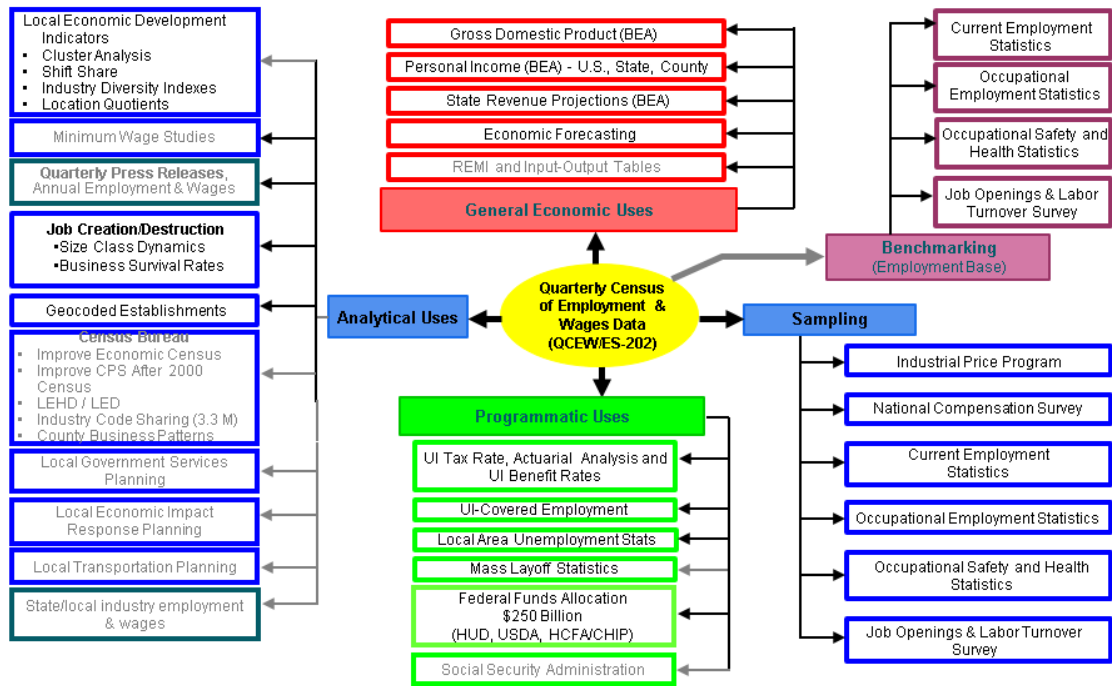 Local Economic Development
Indicators
▪ Cluster Analysis
▪ Shift Share
▪ Industry Diversity Indexes
▪ Location Quotients
Minimum Wage Studies
Quarterly Press Releases,
Annual Employment & Wages
Job Creation/Destruction
▪Size Class Dynamics
▪Business Survival Rates
Geocoded Establishments
Census Bureau
▪ Improve Economic Census
▪ Improve CPS After 2000
Census
▪ LEHD / LED
▪ Industry Code Sharing (3.3 M)
▪ County Business Patterns
Local Government Services
Planning
Local Economic Impact
Response Planning
Local Transportation Planning
State/local industry employment
& wages
Analytical Uses
Gross Domestic Product (BEA)
Personal Income (BEA) - U.S., State, County
State Revenue Projections (BEA)
Economic Forecasting
REMI and Input-Output Tables
General Economic Uses
Quarterly Census
of Employment &
Wages Data
(QCEW/ES-202)
Programmatic Uses
UI Tax Rate, Actuarial Analysis and
UI Benefit Rates
UI-Covered Employment
Local Area Unemployment Stats
Mass Layoff Statistics
Federal Funds Allocation
$250 Billion
(HUD, USDA, HCFA/CHIP)
Social Security Administration
Current Employment
Statistics
Occupational
Employment Statistics
Occupational Safety and
Health Statistics
Job Openings & Labor
Turnover Survey
Benchmarking
(Employment Base)
Sampling
Industrial Price Program
National Compensation Survey
Current Employment
Statistics
Occupational Employment Statistics
Occupational Safety and Health
Statistics
Job Openings & Labor Turnover
Survey